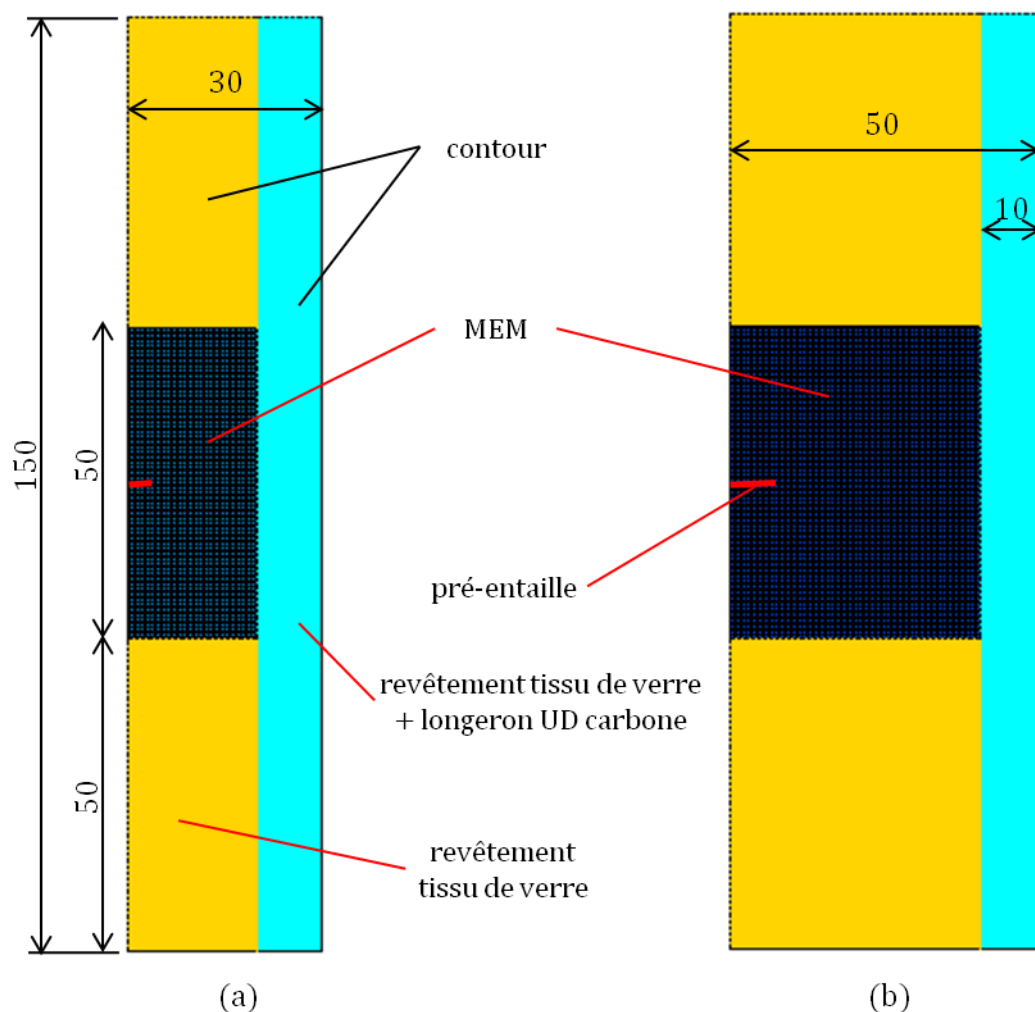 30
contour
50
10
MEM
150
50
pré-entaille
revêtement tissu de verre
+ longeron UD carbone
50
revêtement
tissu de verre
(a)
(b)